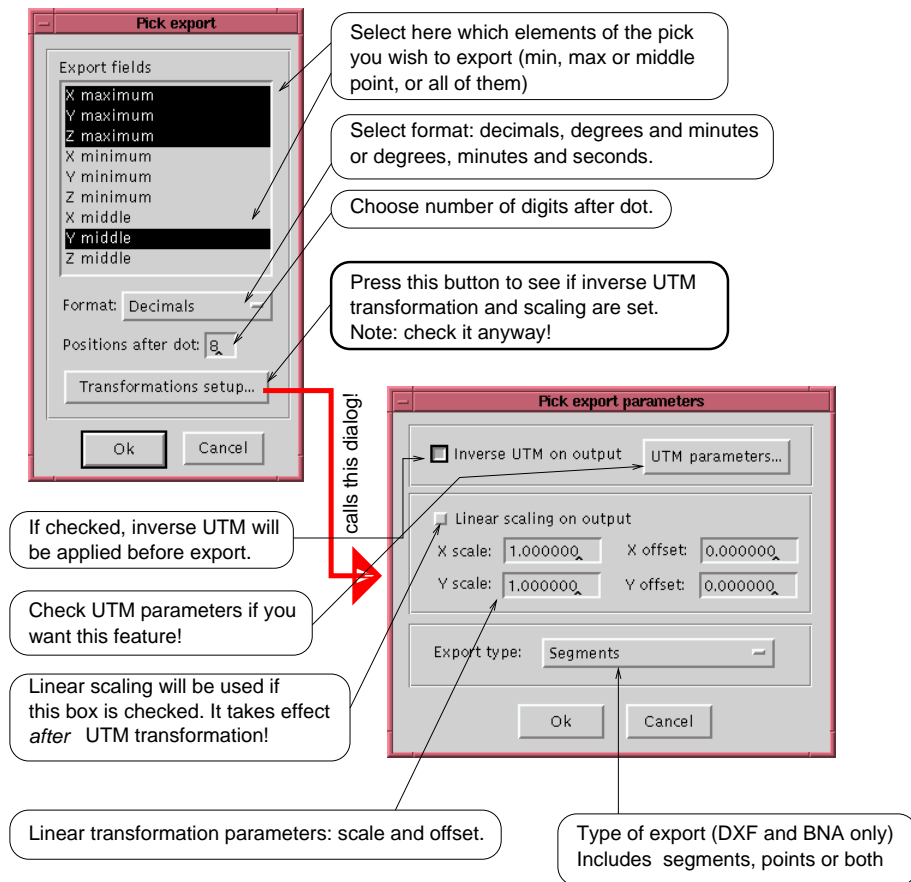 Pick export
Export fields
X maximum
Y maximum
Z maximum
X minimum
Y minimum
Z minimum
X middle
Y middle
Z middle
Format: Decimals
Positions after dot: 8
Transformations setup...
Ok Cancel
Select here which elements of the pick
you wish to export (min, max or middle
point, or all of them)
Select format: decimals, degrees and minutes
or degrees, minutes and seconds.
Choose number of digits after dot.
Press this button to see if inverse UTM
transformation and scaling are set.
Note: check it anyway!
calls this dialog!
Pick export parameters
Inverse UTM on output UTM parameters...
Linear scaling on output
X scale: 1.000000 X offset: 0.000000
Y scale: 1.000000 Y offset: 0.000000
Export type: Segments
Ok Cancel
If checked, inverse UTM will
be applied before export.
Check UTM parameters if you
want this feature!
Linear scaling will be used if
this box is checked. It takes effect
after UTM transformation!
Linear transformation parameters: scale and offset.
Type of export (DXF and BNA only)
Includes segments, points or both